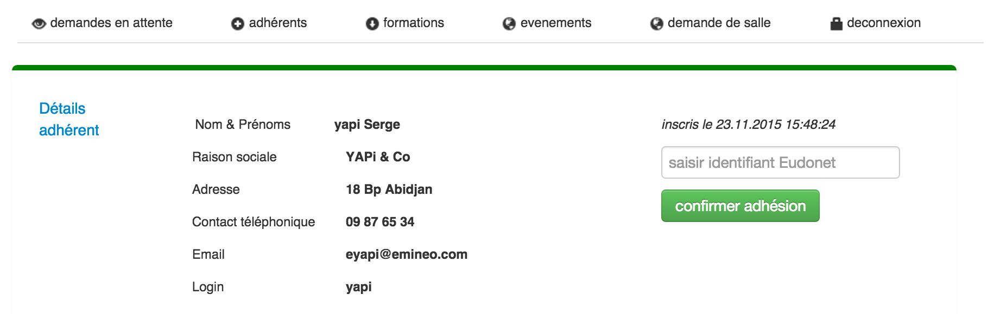 demandes en attente adhérents formations evenements demande de salle deconnexion
Détails
adhérent
Nom & Prénoms yapi Serge
inscris le 23.11.2015 15:48:24
Raison sociale YAPi & Co
saisir identifiant Eudonet
Adresse 18 Bp Abidjan
confirmer adhésion
Contact téléphonique 09 87 65 34
Email eyapi@emineo.com
Login yapi